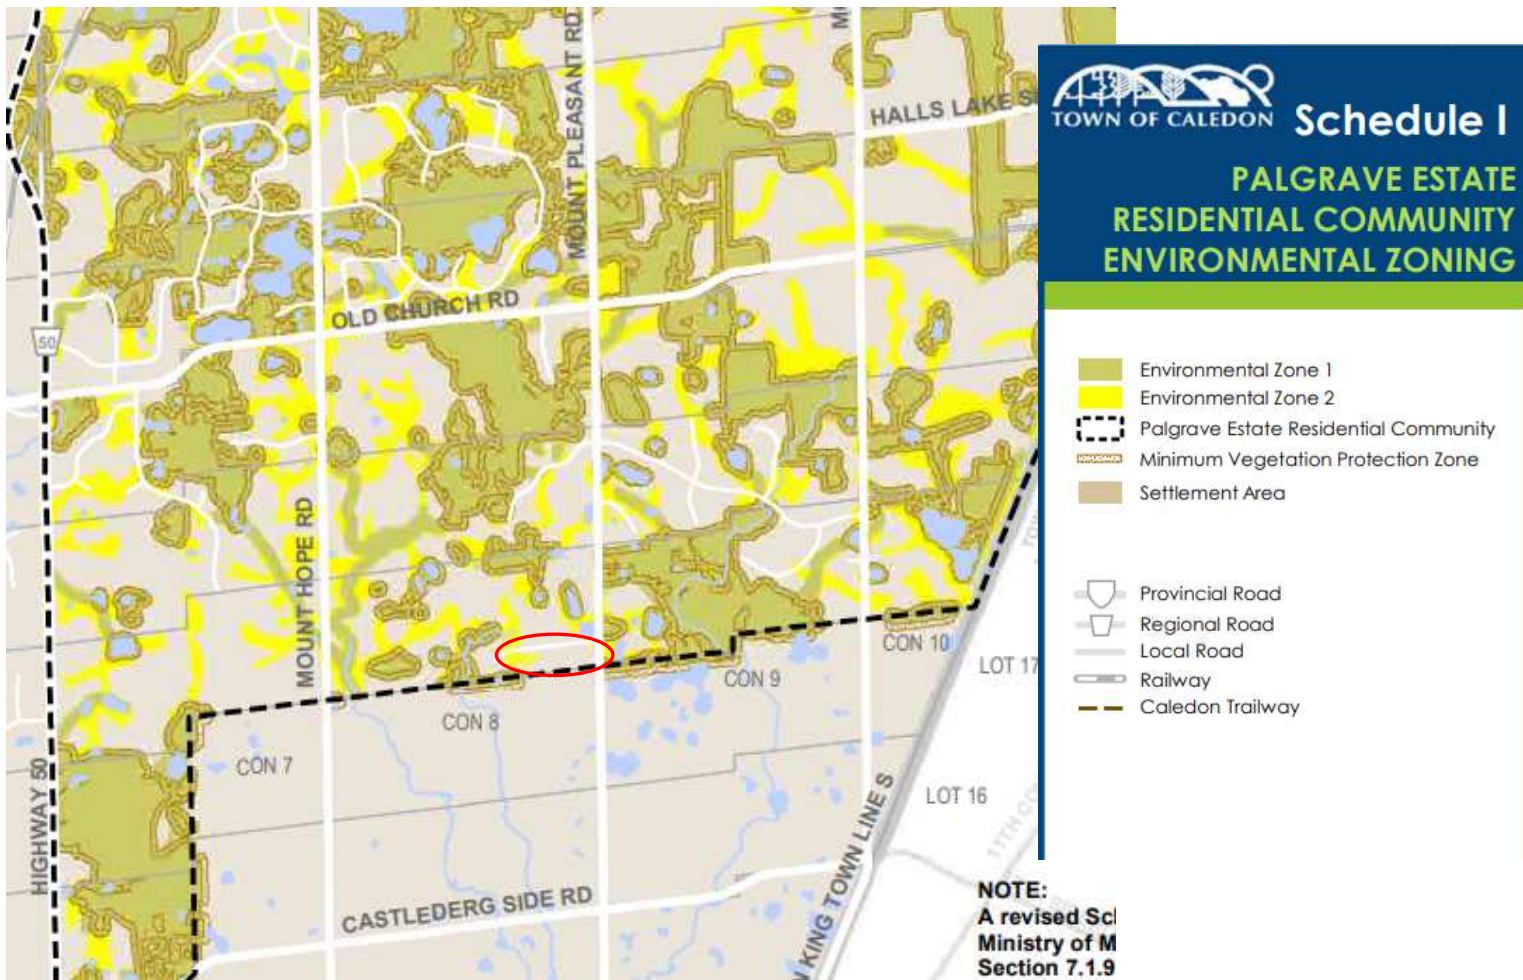 MOUNT PLEASANT RD
HALLS LAKE S
OLD CHURCH RD
50
MOUNT HOPE RD
CON 10
LOT 17
CON 9
CON 8
CON 7
LOT 16
HIGHWAY 50
CASTLEDERG SIDE RD
KING TOWN LINE S
NOTE:
A revised Scl
Ministry of M
Section 7.1.9
TOWN OF CALEDON
Schedule I
PALGRAVE ESTATE
RESIDENTIAL COMMUNITY
ENVIRONMENTAL ZONING
Environmental Zone 1
Environmental Zone 2
Palgrave Estate Residential Community
Minimum Vegetation Protection Zone
Settlement Area
Provincial Road
Regional Road
Local Road
Railway
Caledon Trailway